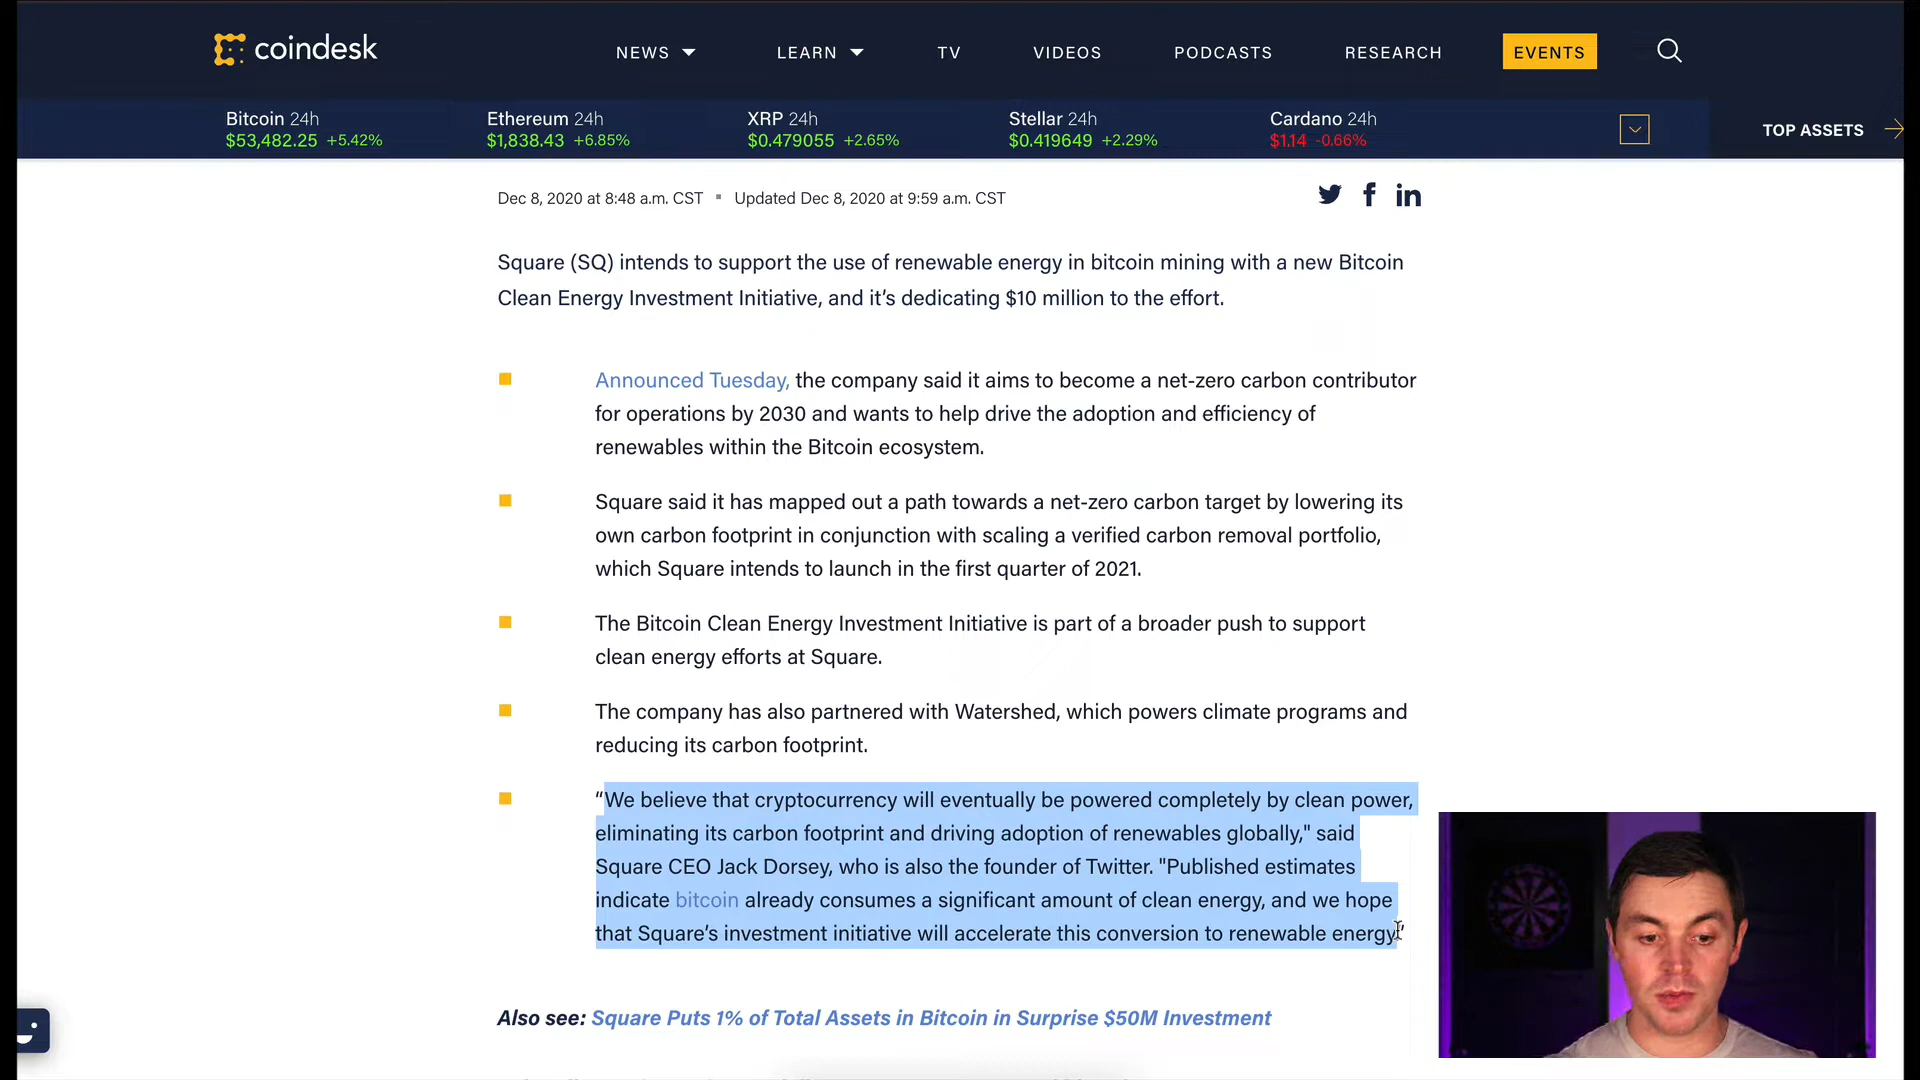 coindesk
NEWS
LEARN
TV
VIDEOS
PODCASTS
RESEARCH
EVENTS
Bitcoin 24h
$53,482.25 +5.42%
Ethereum 24h
$1,838.43 +6.85%
XRP 24h
$0.479055 +2.65%
Stellar 24h
$0.419649 +2.29%
Cardano 24h
$1.14 -0.66%
TOP ASSETS
Dec 8, 2020 at 8:48 a.m. CST ▪ Updated Dec 8, 2020 at 9:59 a.m. CST
Square (SQ) intends to support the use of renewable energy in bitcoin mining with a new Bitcoin
Clean Energy Investment Initiative, and it’s dedicating $10 million to the effort.
Announced Tuesday, the company said it aims to become a net-zero carbon contributor
for operations by 2030 and wants to help drive the adoption and efficiency of
renewables within the Bitcoin ecosystem.
Square said it has mapped out a path towards a net-zero carbon target by lowering its
own carbon footprint in conjunction with scaling a verified carbon removal portfolio,
which Square intends to launch in the first quarter of 2021.
The Bitcoin Clean Energy Investment Initiative is part of a broader push to support
clean energy efforts at Square.
The company has also partnered with Watershed, which powers climate programs and
reducing its carbon footprint.
“We believe that cryptocurrency will eventually be powered completely by clean power,
eliminating its carbon footprint and driving adoption of renewables globally," said
Square CEO Jack Dorsey, who is also the founder of Twitter. "Published estimates
indicate bitcoin already consumes a significant amount of clean energy, and we hope
that Square’s investment initiative will accelerate this conversion to renewable energy.”
Also see: Square Puts 1% of Total Assets in Bitcoin in Surprise $50M Investment